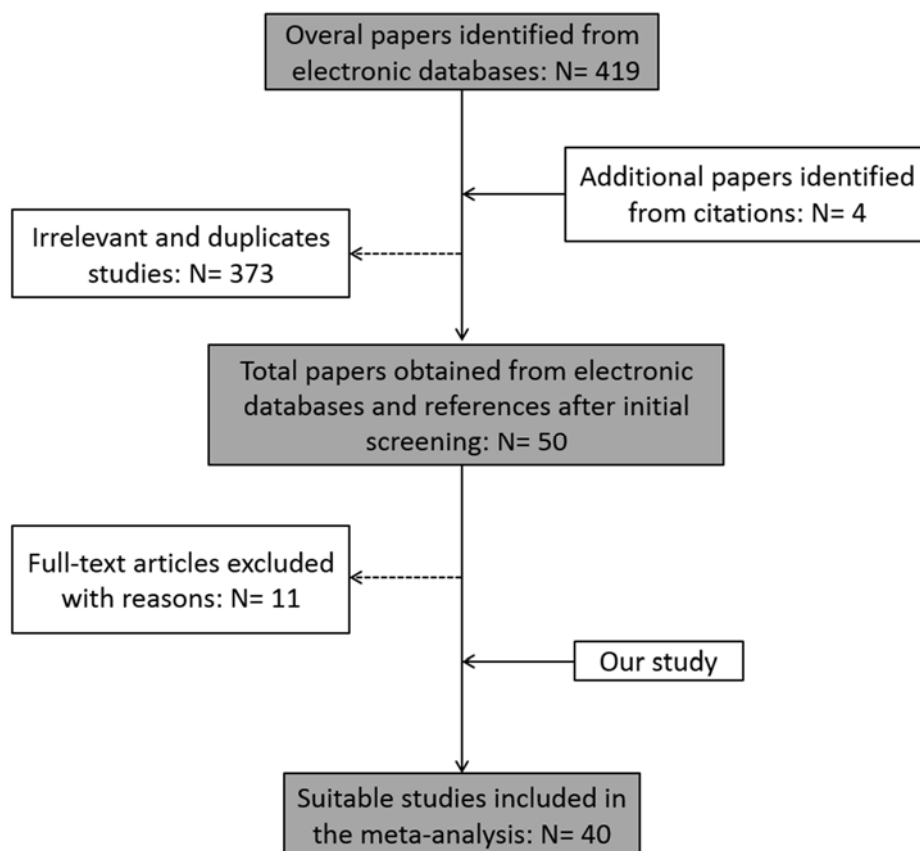 Overal papers identified from
electronic databases: N= 419
Additional papers identified
from citations: N= 4
Irrelevant and duplicates
studies: N= 373
Total papers obtained from electronic
databases and references after initial
screening: N= 50
Full-text articles excluded
with reasons: N= 11
Our study
Suitable studies included in
the meta-analysis: N= 40